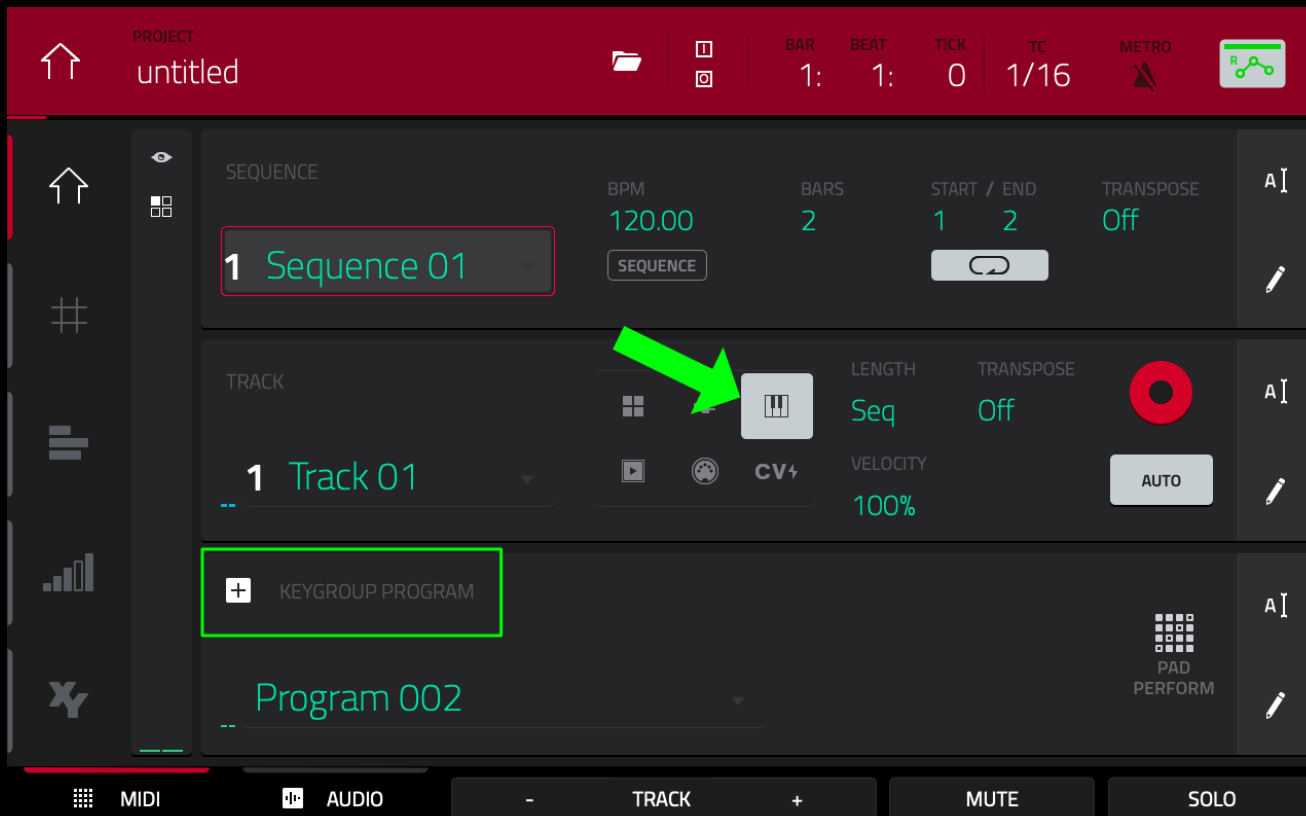 PROJECT
untitled
BAR BEAT TICK TC METRO
1: 1: 0 1/16
R
SEQUENCE
BPM BARS START / END TRANSPOSE
120.00 2 1 2 Off
1 Sequence 01
SEQUENCE
TRACK
LENGTH TRANSPOSE
Seq Off
1 Track 01
CV
VELOCITY
100%
AUTO
KEYGROUP PROGRAM
Program 002
PAD
PERFORM
A
A
A
XY
MIDI AUDIO - TRACK + MUTE SOLO